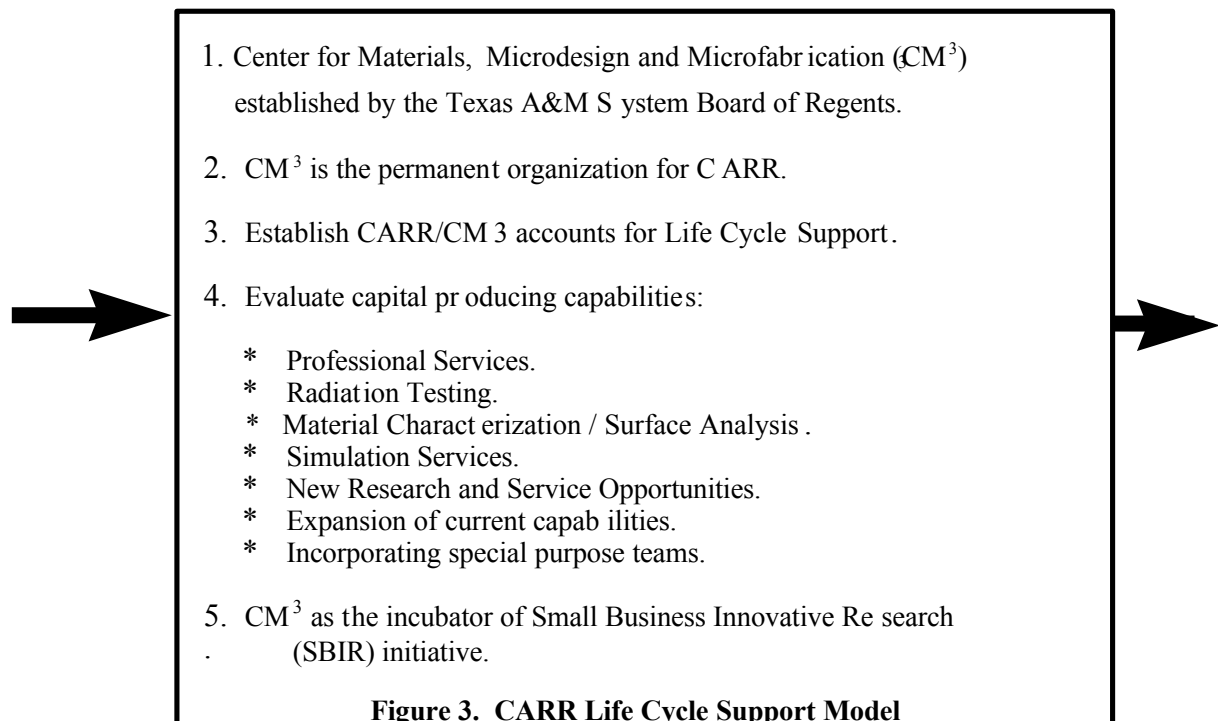 1. Center for Materials, Microdesign and Microfabrication (CM³)
established by the Texas A&M System Board of Regents.
2. CM³ is the permanent organization for CARR.
3. Establish CARR/CM 3 accounts for Life Cycle Support.
4. Evaluate capital producing capabilities:
* Professional Services.
* Radiation Testing.
* Material Characterization / Surface Analysis.
* Simulation Services.
* New Research and Service Opportunities.
* Expansion of current capabilities.
* Incorporating special purpose teams.
5. CM³ as the incubator of Small Business Innovative Research
. (SBIR) initiative.
Figure 3. CARR Life Cycle Support Model